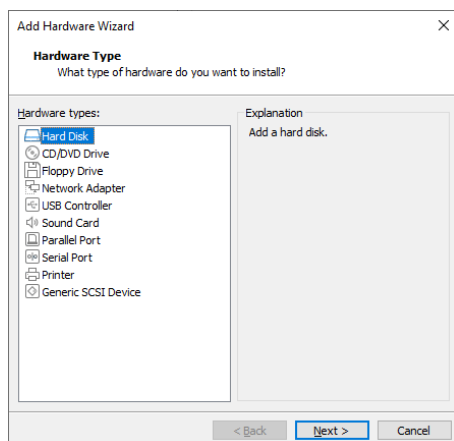 Add Hardware Wizard
Hardware Type
What type of hardware do you want to install?
Hardware types:
Hard Disk
CD/DVD Drive
Floppy Drive
Network Adapter
USB Controller
Sound Card
Parallel Port
Serial Port
Printer
Generic SCSI Device
Explanation
Add a hard disk.
< Back
Next >
Cancel